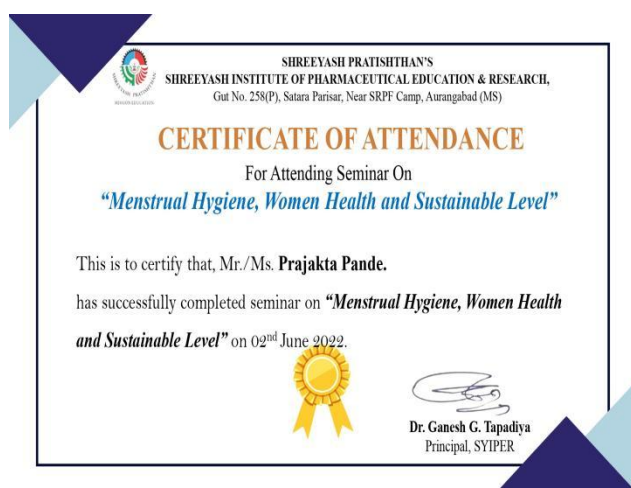 SHREEYASH PRATISHTHAN'S
SHREEYASH INSTITUTE OF PHARMACEUTICAL EDUCATION & RESEARCH,
Gut No. 258(P), Satara Parisar, Near SRPF Camp, Aurangabad (MS)
SHREEYASH PRATISHTHAN
CERTIFICATE OF ATTENDANCE
For Attending Seminar On
“Menstrual Hygiene, Women Health and Sustainable Level”
This is to certify that, Mr./Ms. Prajakta Pande.
has successfully completed seminar on “Menstrual Hygiene, Women Health
and Sustainable Level” on 02nd June 2022.
Dr. Ganesh G. Tapadiya
Principal, SYIPER